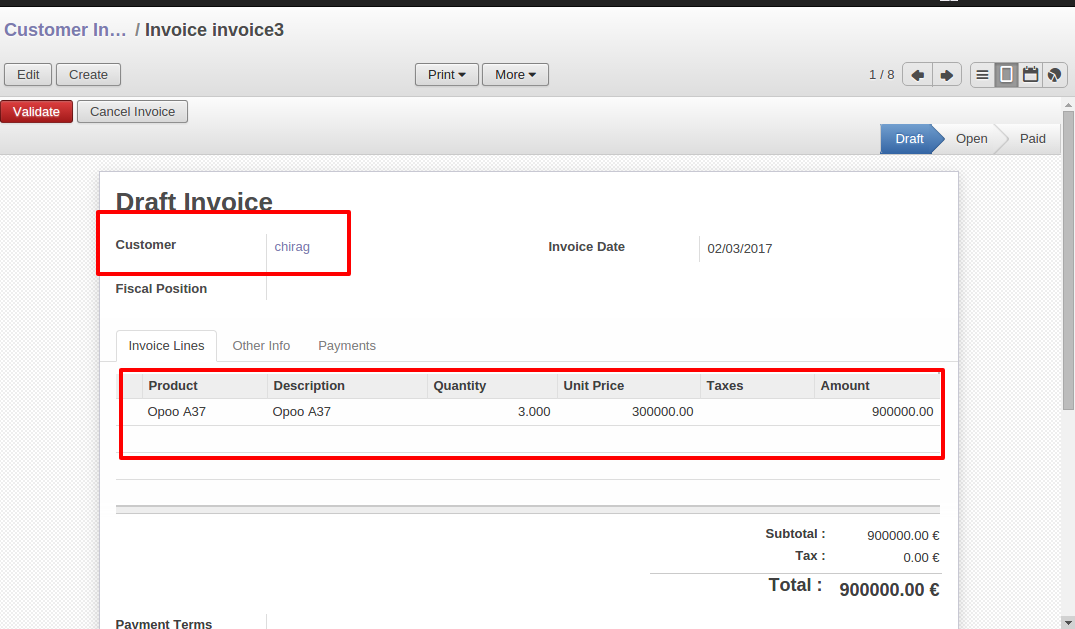 Customer In... / Invoice invoice3
Edit Create Print More 1 / 8
Validate Cancel Invoice
Draft Open Paid
Draft Invoice
Customer chirag Invoice Date 02/03/2017
Fiscal Position
Invoice Lines Other Info Payments
Product Description Quantity Unit Price Taxes Amount
Opoo A37 Opoo A37 3.000 300000.00 900000.00
Subtotal : 900000.00 €
Tax : 0.00 €
Total : 900000.00 €
Payment Terms